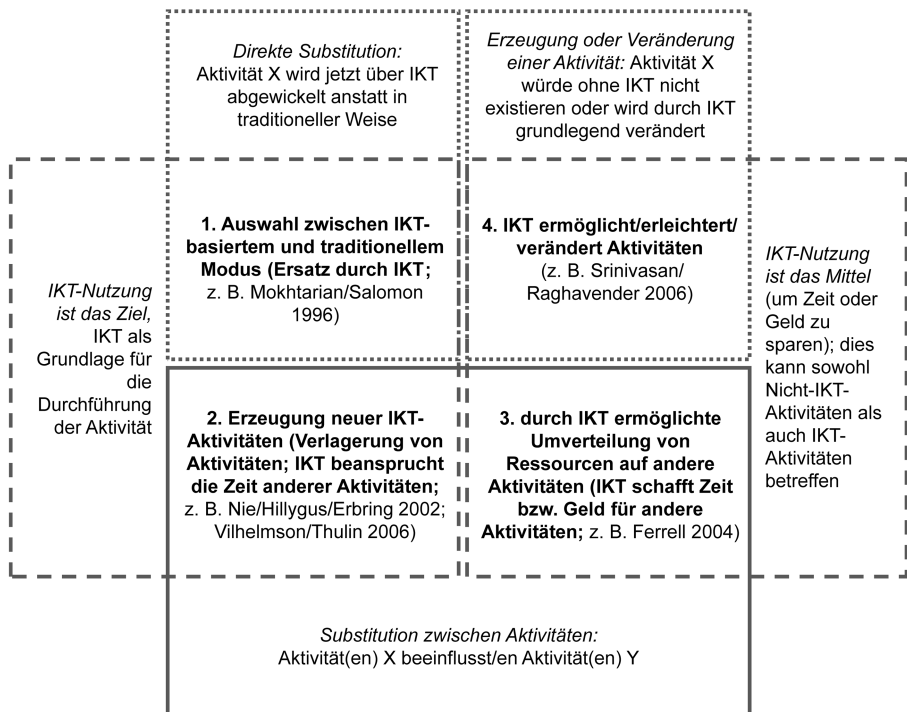 Direkte Substitution:
Aktivität X wird jetzt über IKT
abgewickelt anstatt in
traditioneller Weise
Erzeugung oder Veränderung
einer Aktivität: Aktivität X
würde ohne IKT nicht
existieren oder wird durch IKT
grundlegend verändert
IKT-Nutzung
ist das Ziel,
IKT als
Grundlage für
die
Durchführung
der Aktivität
1. Auswahl zwischen IKT-
basiertem und traditionellem
Modus (Ersatz durch IKT;
z. B. Mokhtarian/Salomon
1996)
4. IKT ermöglicht/erleichtert/
verändert Aktivitäten
(z. B. Srinivasan/
Raghavender 2006)
IKT-Nutzung
ist das Mittel
(um Zeit oder
Geld zu
sparen); dies
kann sowohl
Nicht-IKT-
Aktivitäten als
auch IKT-
Aktivitäten
betreffen
2. Erzeugung neuer IKT-
Aktivitäten (Verlagerung von
Aktivitäten; IKT beansprucht
die Zeit anderer Aktivitäten;
z. B. Nie/Hillygus/Erbring 2002;
Vilhelmson/Thulin 2006)
3. durch IKT ermöglichte
Umverteilung von
Ressourcen auf andere
Aktivitäten (IKT schafft Zeit
bzw. Geld für andere
Aktivitäten; z. B. Ferrell 2004)
Substitution zwischen Aktivitäten:
Aktivität(en) X beeinflusst/en Aktivität(en) Y